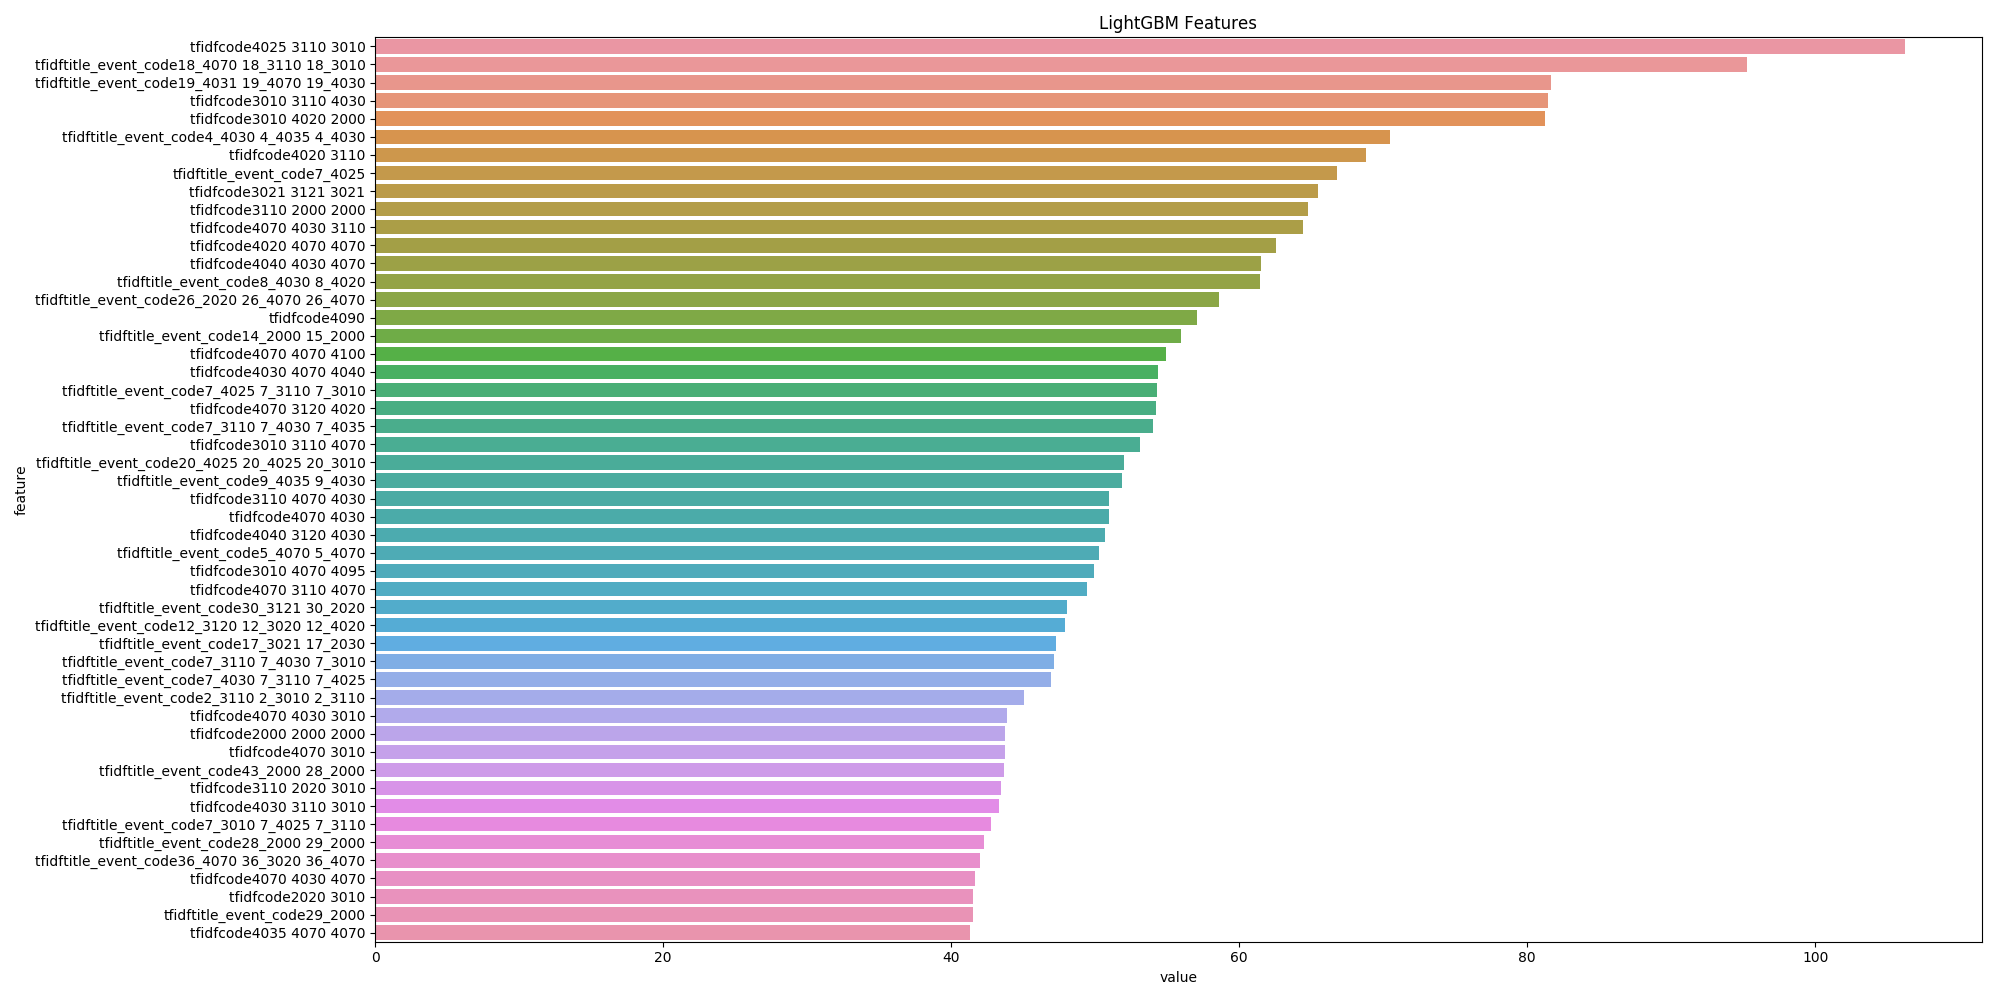 LightGBM Features
tfidfcode4025 3110 3010
tfidftitle_event_code18_4070 18_3110 18_3010
tfidftitle_event_code19_4031 19_4070 19_4030
tfidfcode3010 3110 4030
tfidfcode3010 4020 2000
tfidftitle_event_code4_4030 4_4035 4_4030
tfidfcode4020 3110
tfidftitle_event_code7_4025
tfidfcode3021 3121 3021
tfidfcode3110 2000 2000
tfidfcode4070 4030 3110
tfidfcode4020 4070 4070
tfidfcode4040 4030 4070
tfidftitle_event_code8_4030 8_4020
tfidftitle_event_code26_2020 26_4070 26_4070
tfidfcode4090
tfidftitle_event_code14_2000 15_2000
tfidfcode4070 4070 4100
tfidfcode4030 4070 4040
tfidftitle_event_code7_4025 7_3110 7_3010
tfidfcode4070 3120 4020
tfidftitle_event_code7_3110 7_4030 7_4035
tfidfcode3010 3110 4070
tfidftitle_event_code20_4025 20_4025 20_3010
tfidftitle_event_code9_4035 9_4030
tfidfcode3110 4070 4030
tfidfcode4070 4030
tfidfcode4040 3120 4030
tfidftitle_event_code5_4070 5_4070
tfidfcode3010 4070 4095
tfidfcode4070 3110 4070
tfidftitle_event_code30_3121 30_2020
tfidftitle_event_code12_3120 12_3020 12_4020
tfidftitle_event_code17_3021 17_2030
tfidftitle_event_code7_3110 7_4030 7_3010
tfidftitle_event_code7_4030 7_3110 7_4025
tfidftitle_event_code2_3110 2_3010 2_3110
tfidfcode4070 4030 3010
tfidfcode2000 2000 2000
tfidfcode4070 3010
tfidftitle_event_code43_2000 28_2000
tfidfcode3110 2020 3010
tfidfcode4030 3110 3010
tfidftitle_event_code7_3010 7_4025 7_3110
tfidftitle_event_code28_2000 29_2000
tfidftitle_event_code36_4070 36_3020 36_4070
tfidfcode4070 4030 4070
tfidfcode2020 3010
tfidftitle_event_code29_2000
tfidfcode4035 4070 4070
feature
0 20 40 60 80 100
value